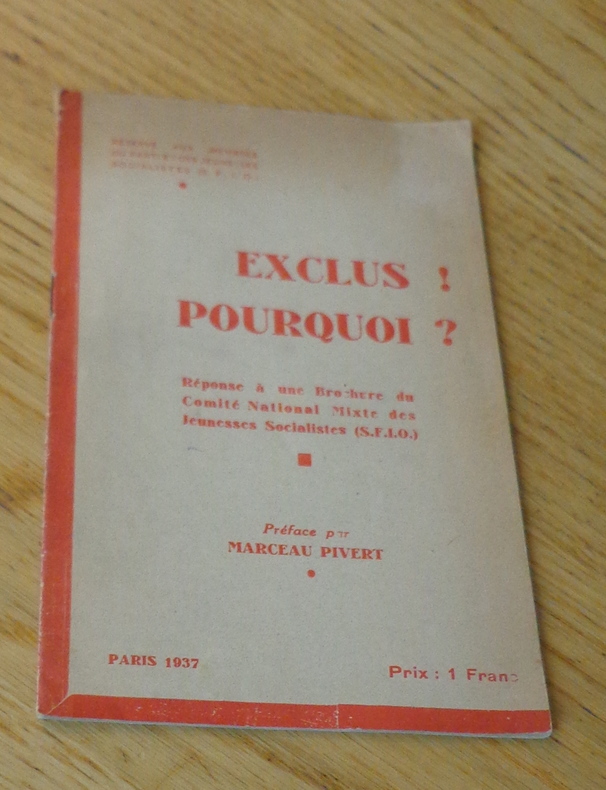 EXCLUS !
POURQUOI ?
Réponse à une Brochure du
Comité National Mixte des
Jeunesses Socialistes (S.F.I.O.)
Préface par
MARCEAU PIVERT
PARIS 1937
Prix : 1 Franc